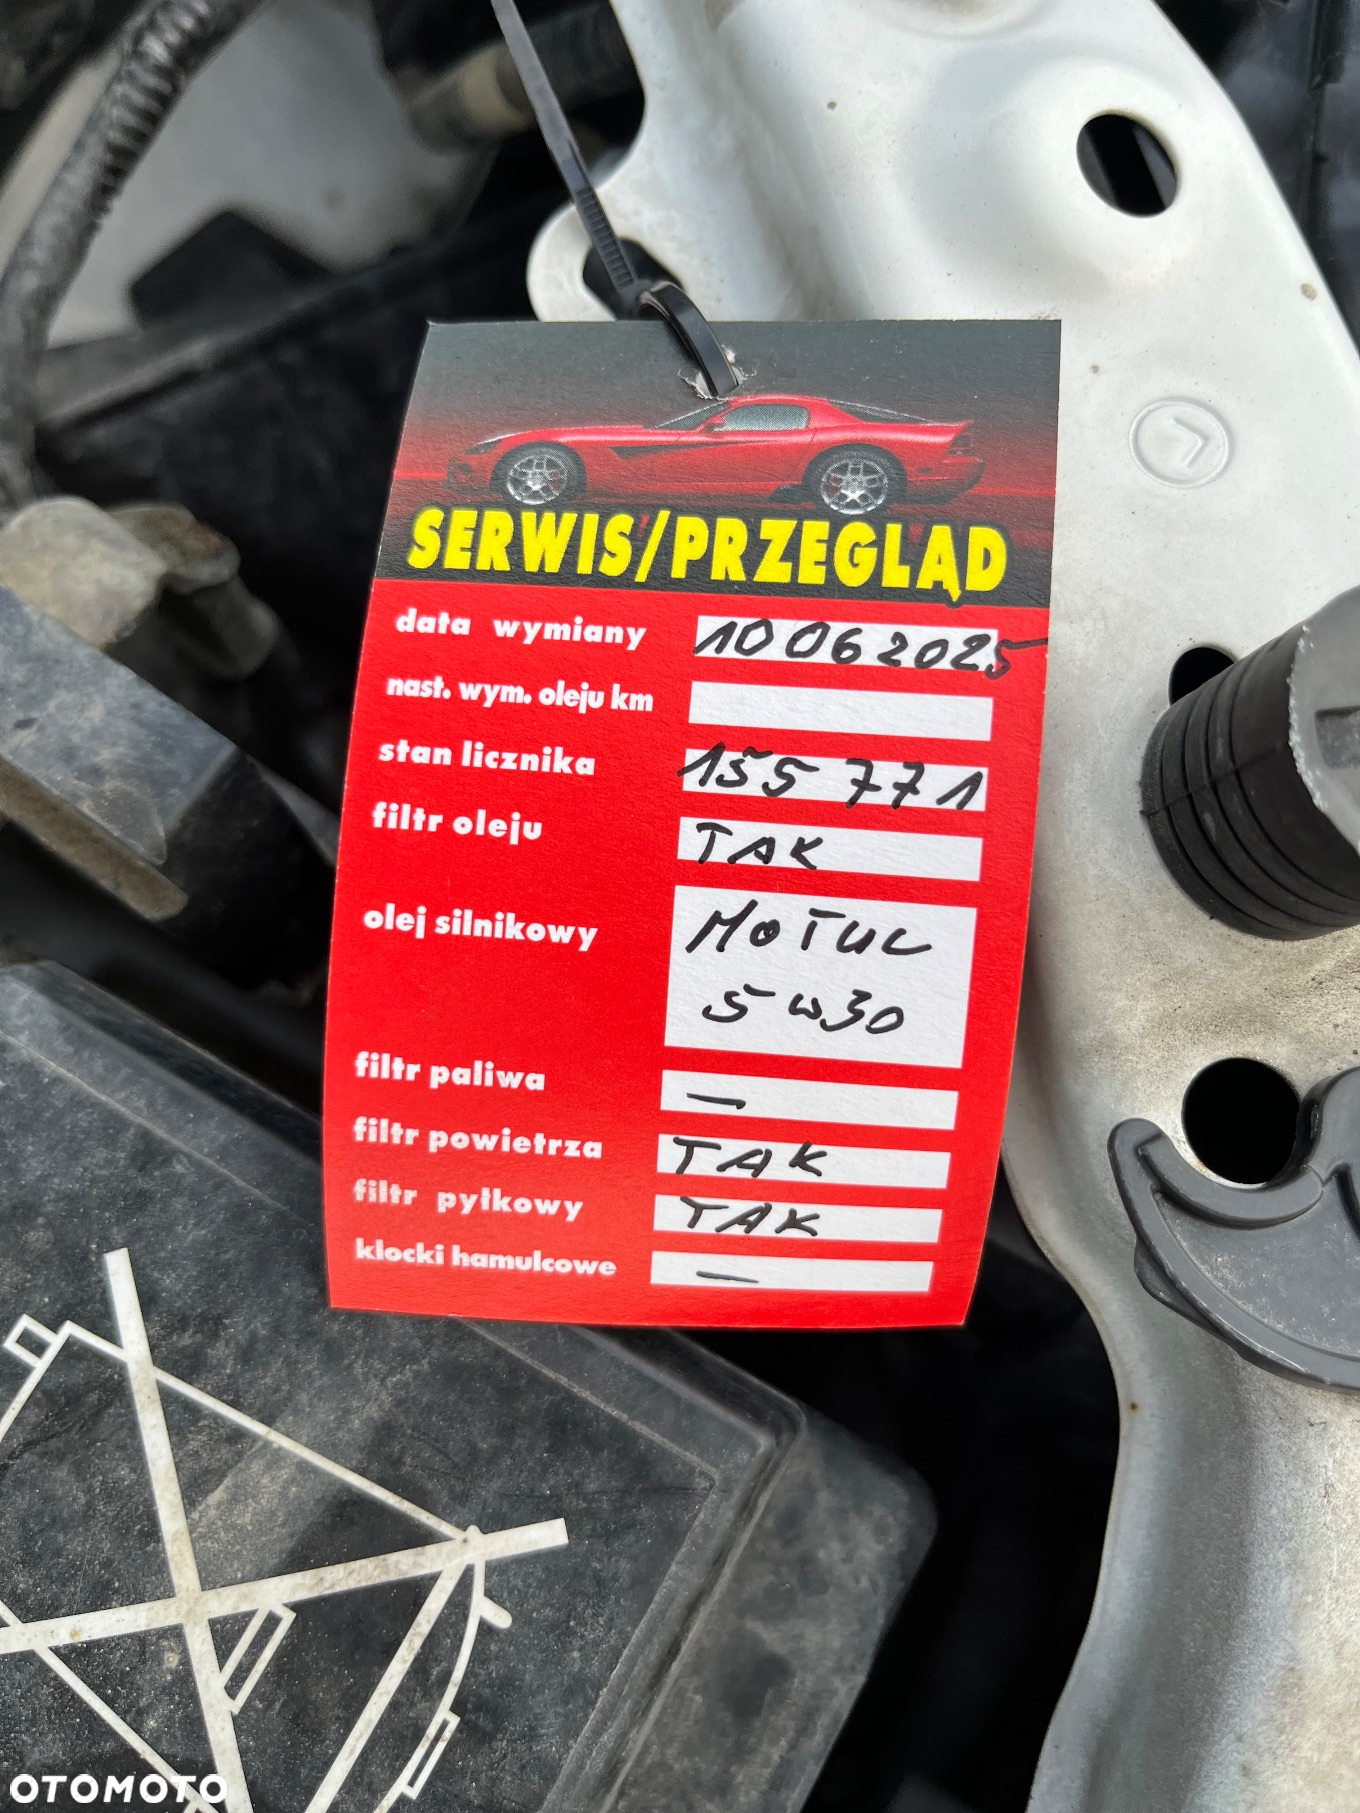 SERWIS/PRZEGLĄD
data wymiany 10 06 2025
nast. wym. oleju km
stan licznika 155 771
filtr oleju TAK
olej silnikowy MOTUL
5w30
filtr paliwa —
filtr powietrza TAK
filtr pyłkowy TAK
klocki hamulcowe —
OTOMOTO